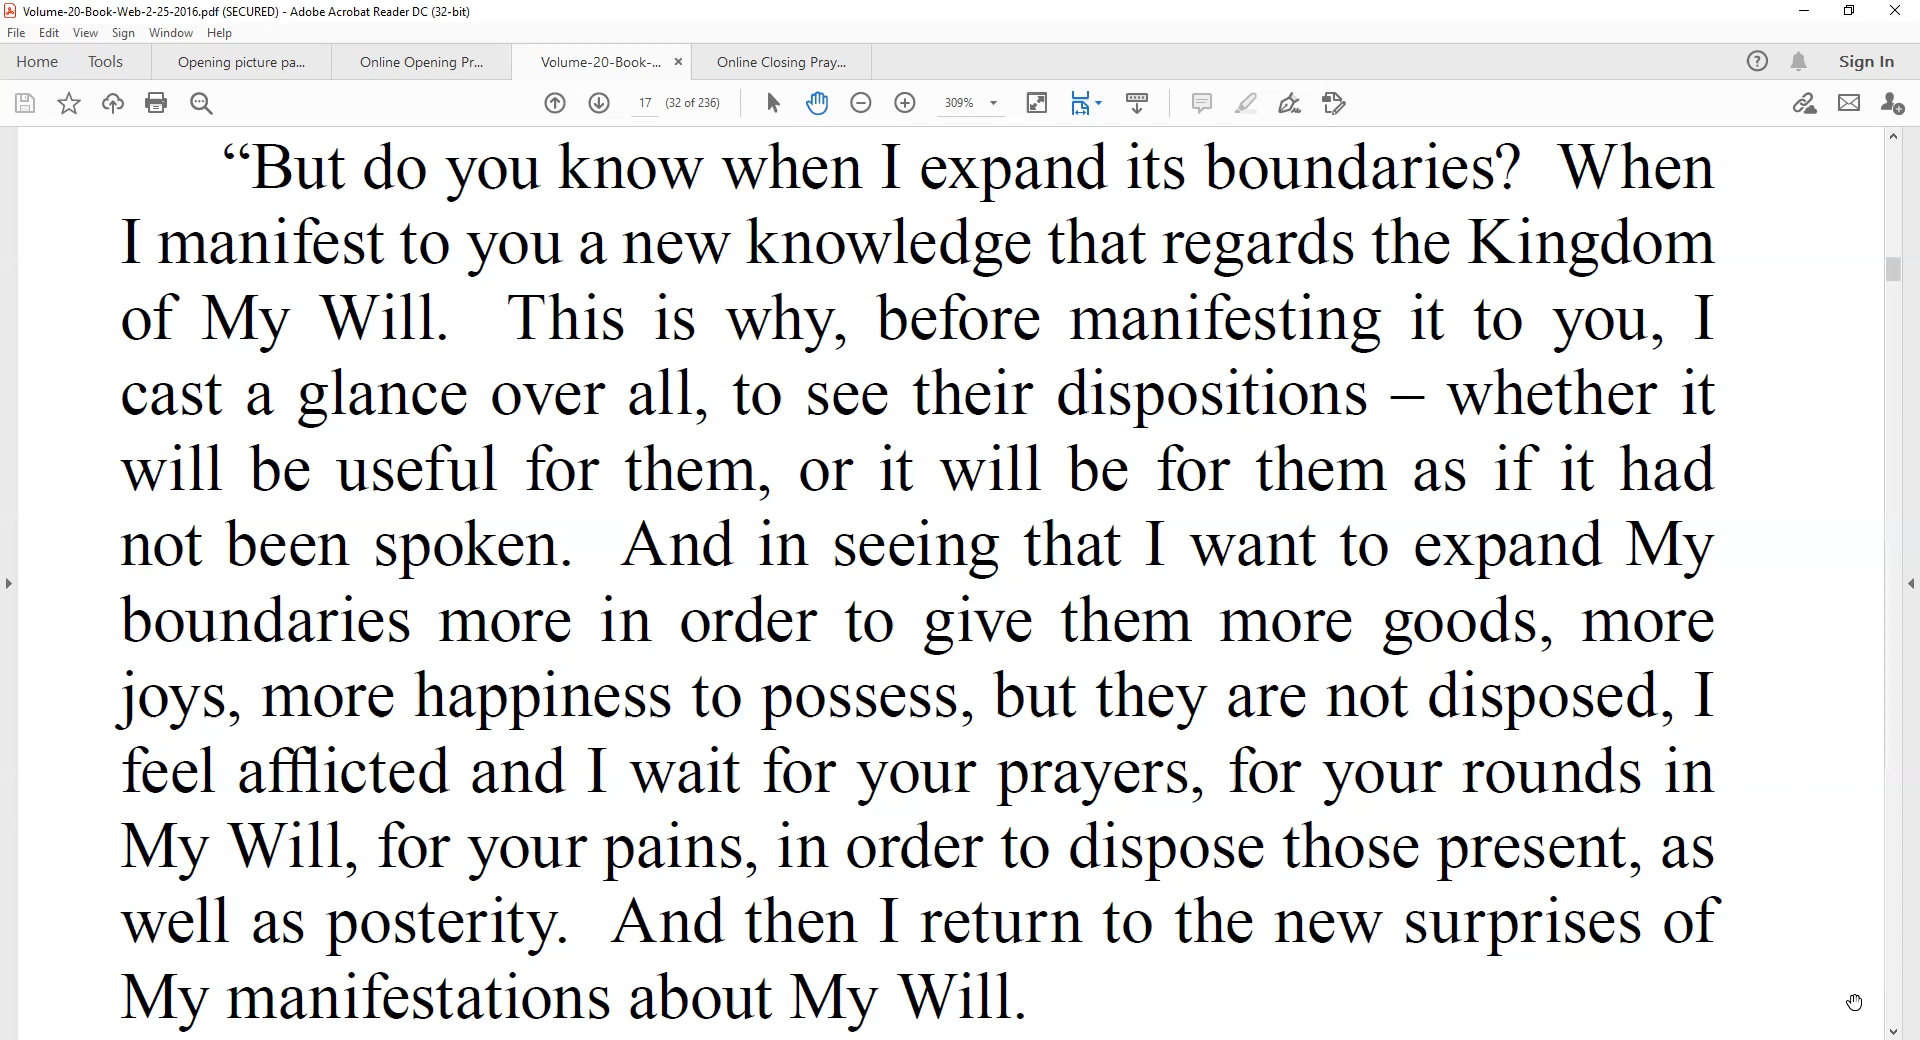 Volume-20-Book-Web-2-25-2016.pdf (SECURED) - Adobe Acrobat Reader DC (32-bit)
File Edit View Sign Window Help
Home Tools Opening picture pa... Online Opening Pr... Volume-20-Book-... × Online Closing Pray... Sign In
17 (32 of 236) 309%
“But do you know when I expand its boundaries? When
I manifest to you a new knowledge that regards the Kingdom
of My Will. This is why, before manifesting it to you, I
cast a glance over all, to see their dispositions – whether it
will be useful for them, or it will be for them as if it had
not been spoken. And in seeing that I want to expand My
boundaries more in order to give them more goods, more
joys, more happiness to possess, but they are not disposed, I
feel afflicted and I wait for your prayers, for your rounds in
My Will, for your pains, in order to dispose those present, as
well as posterity. And then I return to the new surprises of
My manifestations about My Will.